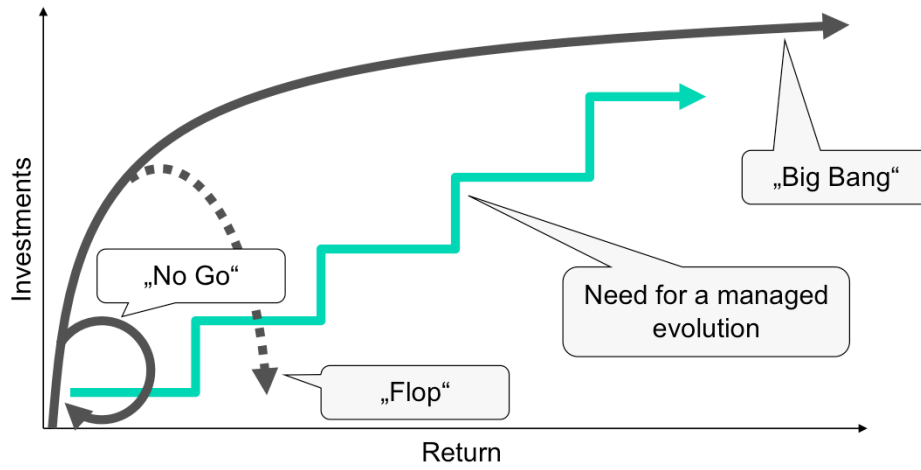 „Big Bang“
Investments
„No Go“
Need for a managed
evolution
„Flop“
Return